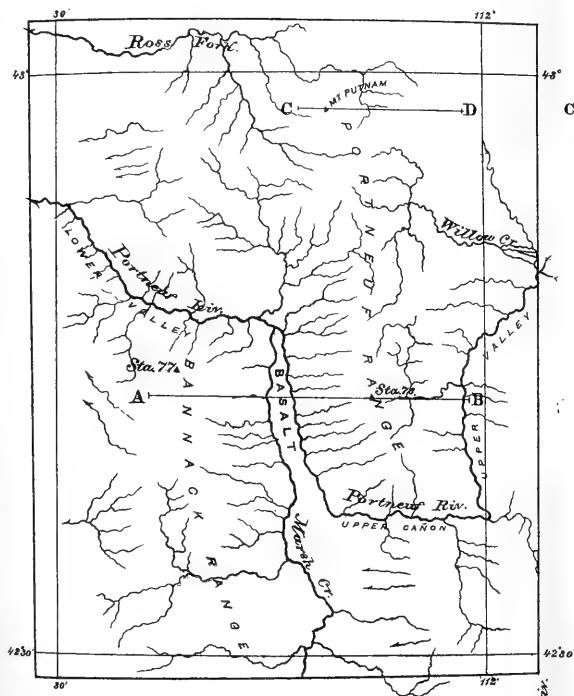 30' 112°
Ross Fork.
43° 43°
C MT PUTNAM D C
PORTNEUF RANGE
Willow Cr.
LOWER VALLEY
Portneuf Riv.
UPPER VALLEY
Sta. 77
A BASALT Sta. 78. B
BANNACK RANGE
Portneuf Riv.
UPPER CAÑON
Marsh Cr.
42°30 42°30
30' 112°